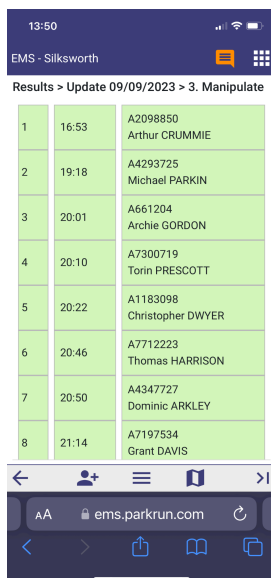 13:50
EMS - Silksworth
Results > Update 09/09/2023 > 3. Manipulate
1 16:53 A2098850
Arthur CRUMMIE
2 19:18 A4293725
Michael PARKIN
3 20:01 A661204
Archie GORDON
4 20:10 A7300719
Torin PRESCOTT
5 20:22 A1183098
Christopher DWYER
6 20:46 A7712223
Thomas HARRISON
7 20:50 A4347727
Dominic ARKLEY
8 21:14 A7197534
Grant DAVIS
AA ems.parkrun.com